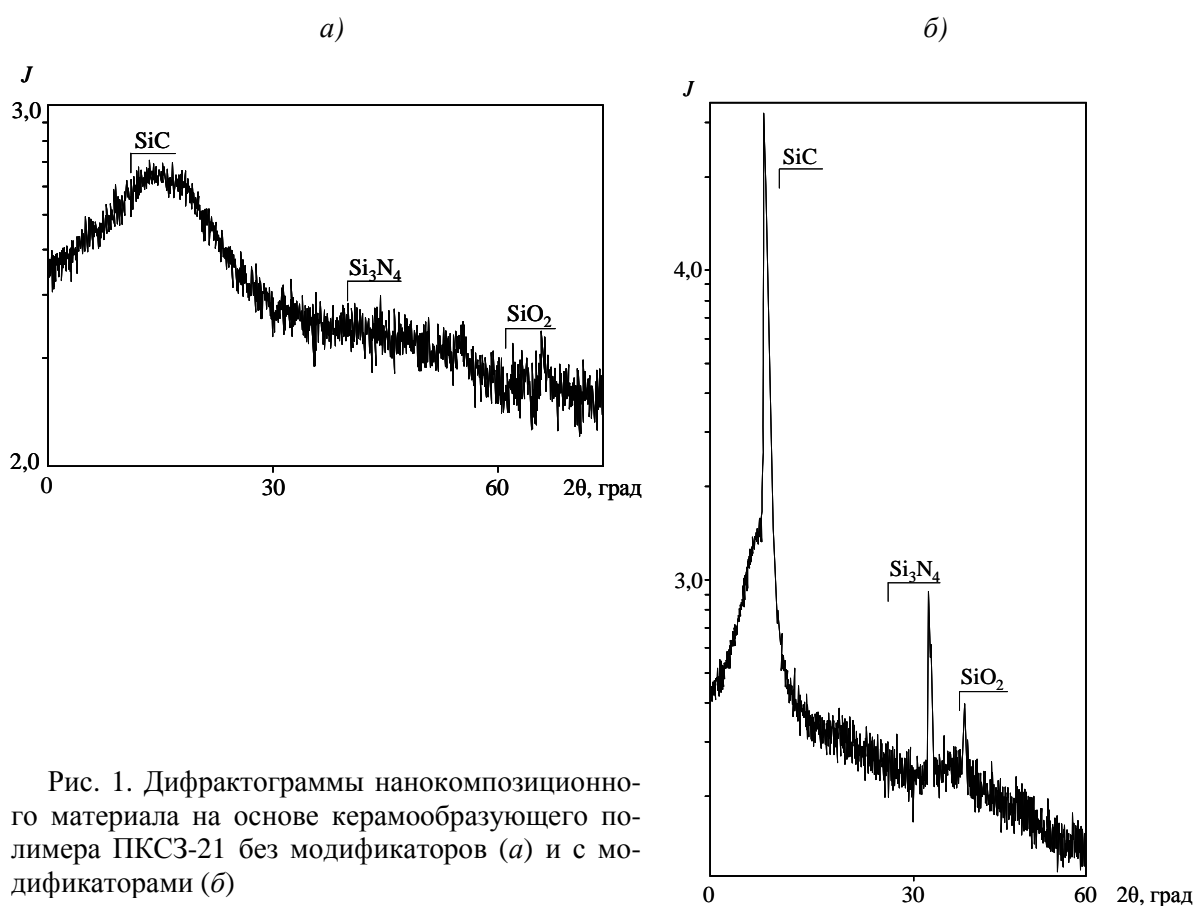 а)
J
3,0
SiC
Si₃N₄
SiO₂
2,0
0 30 60 2θ, град
б)
J
SiC
4,0
Si₃N₄
3,0
SiO₂
0 30 60 2θ, град
Рис. 1. Дифрактограммы нанокомпозиционно-
го материала на основе керамообразующего по-
лимера ПКСЗ-21 без модификаторов (а) и с мо-
дификаторами (б)